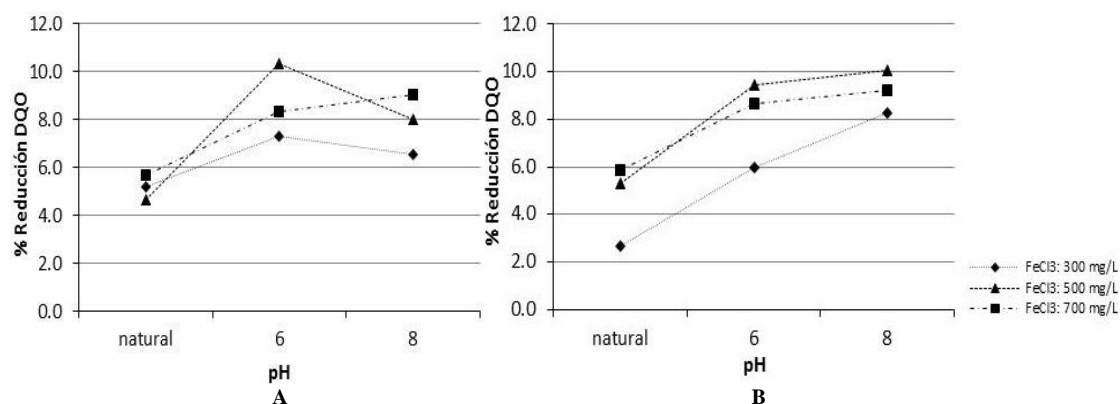 % Reducción DQO
12.0
10.0
8.0
6.0
4.0
2.0
0.0
natural 6 8
pH
A
% Reducción DQO
12.0
10.0
8.0
6.0
4.0
2.0
0.0
natural 6 8
pH
B
FeCl3: 300 mg/L
FeCl3: 500 mg/L
FeCl3: 700 mg/L